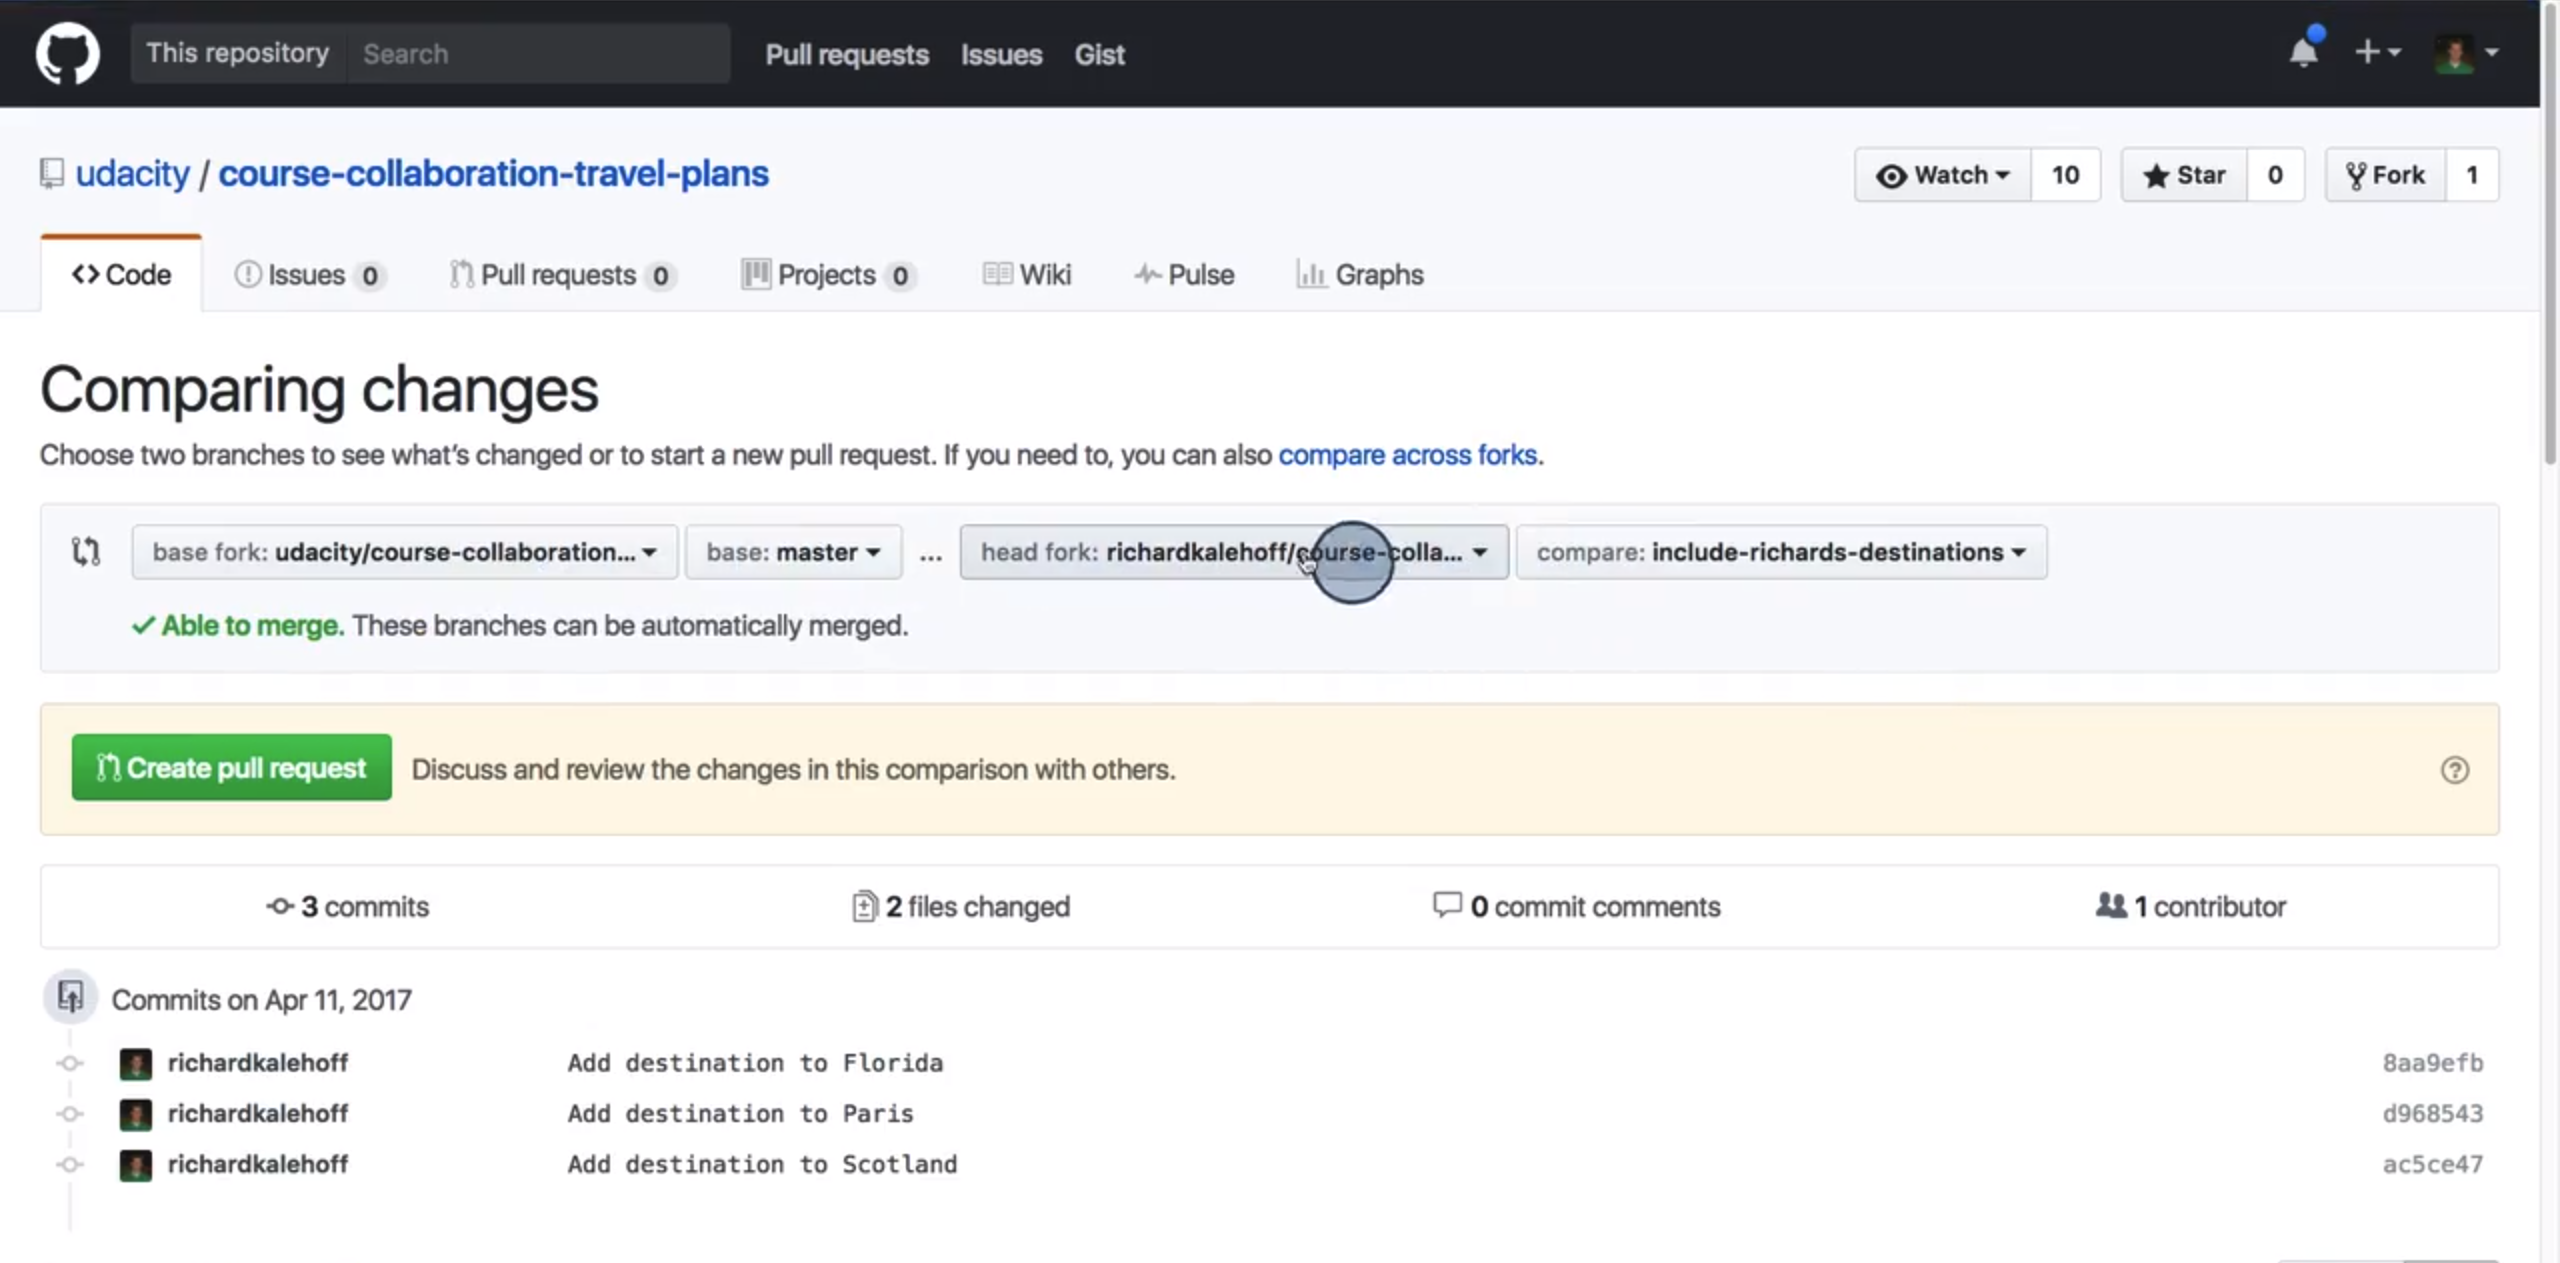 This repository Search Pull requests Issues Gist
udacity / course-collaboration-travel-plans Watch 10 Star 0 Fork 1
Code Issues 0 Pull requests 0 Projects 0 Wiki Pulse Graphs
Comparing changes
Choose two branches to see what's changed or to start a new pull request. If you need to, you can also compare across forks.
base fork: udacity/course-collaboration... base: master ... head fork: richardkalehoff/course-colla... compare: include-richards-destinations
Able to merge. These branches can be automatically merged.
Create pull request Discuss and review the changes in this comparison with others.
3 commits 2 files changed 0 commit comments 1 contributor
Commits on Apr 11, 2017
richardkalehoff Add destination to Florida 8aa9efb
richardkalehoff Add destination to Paris d968543
richardkalehoff Add destination to Scotland ac5ce47